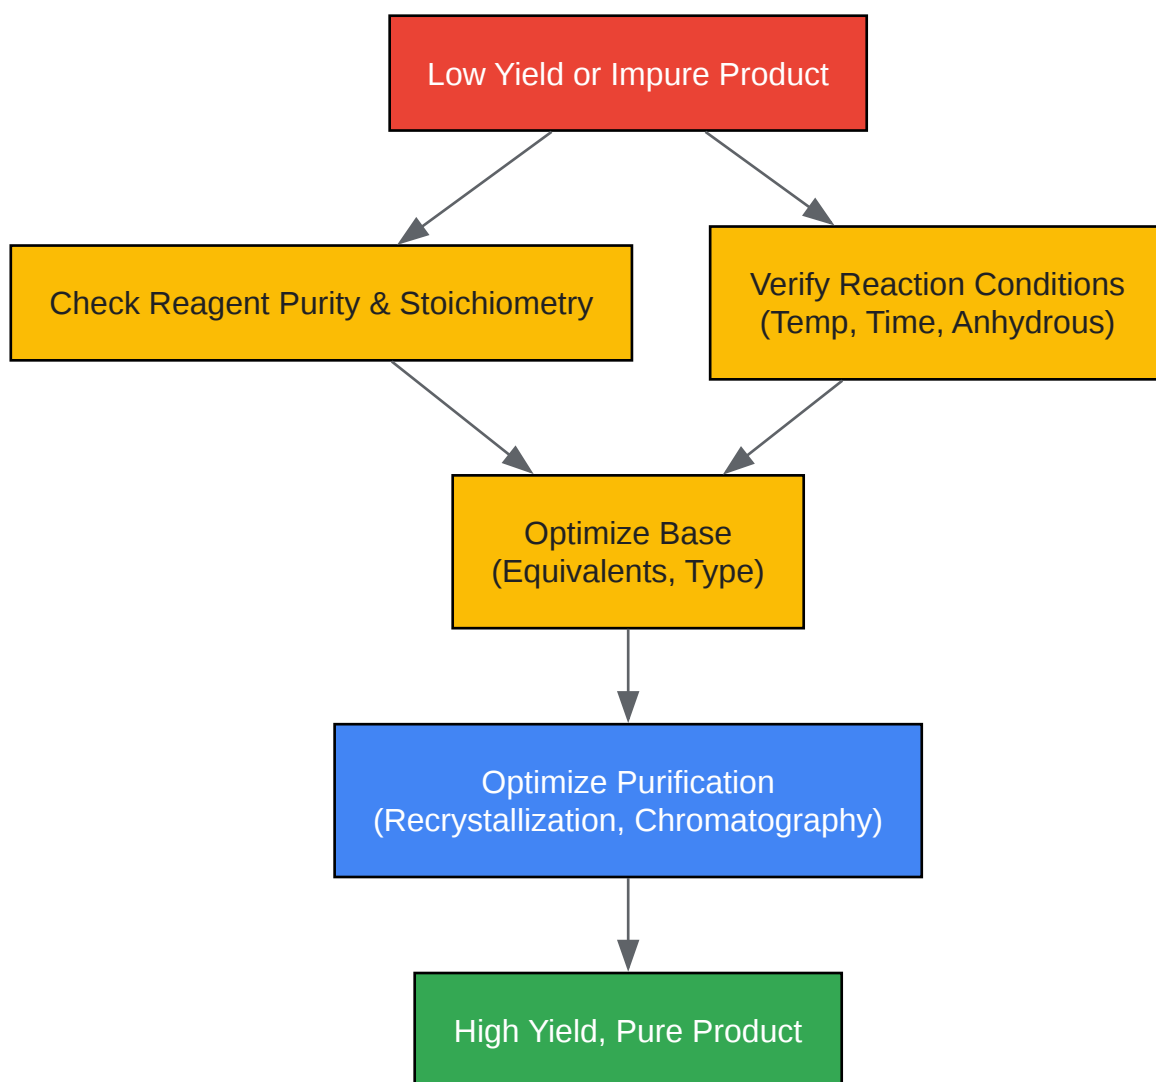 Low Yield or Impure Product
Check Reagent Purity & Stoichiometry
Verify Reaction Conditions
(Temp, Time, Anhydrous)
Optimize Base
(Equivalents, Type)
Optimize Purification
(Recrystallization, Chromatography)
High Yield, Pure Product